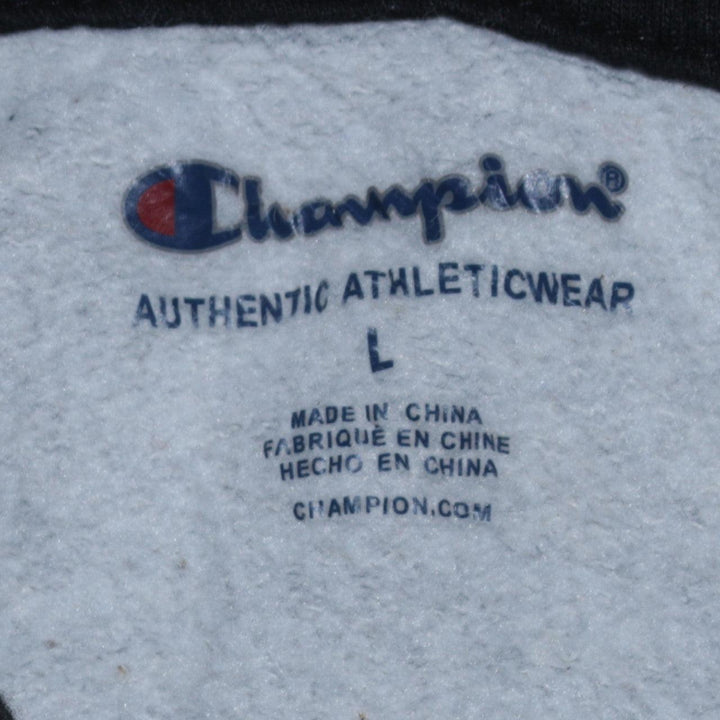 Champion®
AUTHENTIC ATHLETICWEAR
L
MADE IN CHINA
FABRIQUÉ EN CHINE
HECHO EN CHINA
CHAMPION.COM